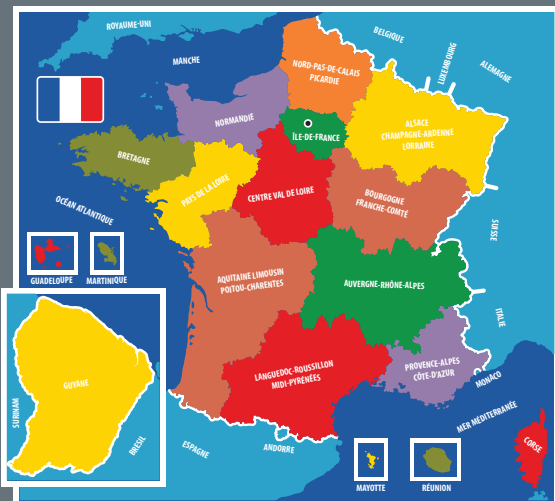 ROYAUME-UNI
BELGIQUE
LUXEMBOURG
ALEMAGNE
MANCHE
NORD-PAS-DE-CALAIS
PICARDIE
NORMANDIE
ÎLE-DE-FRANCE
ALSACE
CHAMPAGNE-ARDENNE
LORRAINE
BRETAGNE
PAYS DE LA LOIRE
CENTRE VAL DE LOIRE
BOURGOGNE
FRANCHE-COMTÉ
OCÉAN ATLANTIQUE
SUISSE
GUADELOUPE
MARTINIQUE
AQUITAINE LIMOUSIN
POITOU-CHARENTES
AUVERGNE-RHÔNE-ALPES
ITALIE
GUYANE
SURINAM
BRESIL
LANGUEDOC-ROUSSILLON
MIDI-PYRÉNÉES
PROVENCE-ALPES
CÔTE-D'AZUR
MONACO
MER MÉDITERRANÉE
ESPAGNE
ANDORRE
CORSE
MAYOTTE
RÉUNION